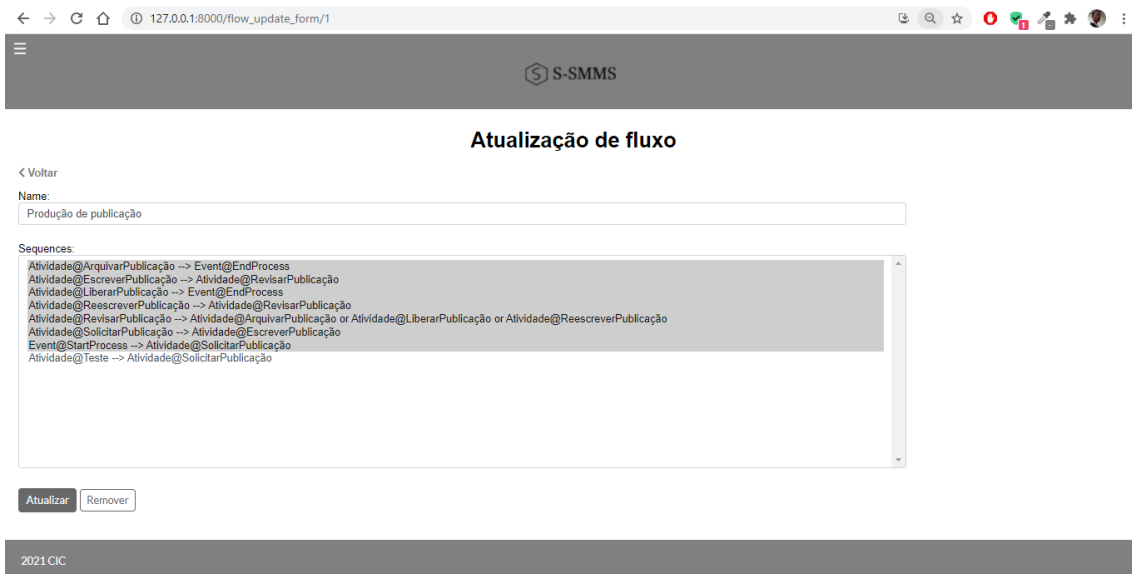 127.0.0.1:8000/flow_update_form/1
S-SMMS
Atualização de fluxo
Voltar
Name:
Produção de publicação
Sequences:
Atividade@ArquivarPublicação --> Event@EndProcess
Atividade@EscreverPublicação --> Atividade@RevisarPublicação
Atividade@LiberarPublicação --> Event@EndProcess
Atividade@ReescreverPublicação --> Atividade@RevisarPublicação
Atividade@RevisarPublicação --> Atividade@ArquivarPublicação or Atividade@LiberarPublicação or Atividade@ReescreverPublicação
Atividade@SolicitarPublicação --> Atividade@EscreverPublicação
Event@StartProcess --> Atividade@SolicitarPublicação
Atividade@Teste --> Atividade@SolicitarPublicação
Atualizar Remover
2021 CIC